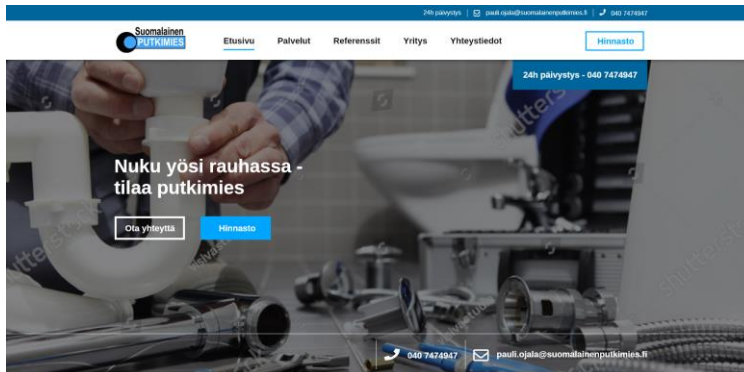 24h päivystys | pauli.ojala@suomalainenputkimies.fi | 040 7474947
Suomalainen
PUTKIMIES
Etusivu Palvelut Referenssit Yritys Yhteystiedot Hinnasto
24h päivystys - 040 7474947
Nuku yösi rauhassa -
tilaa putkimies
Ota yhteyttä Hinnasto
040 7474947 pauli.ojala@suomalainenputkimies.fi
shutterstock